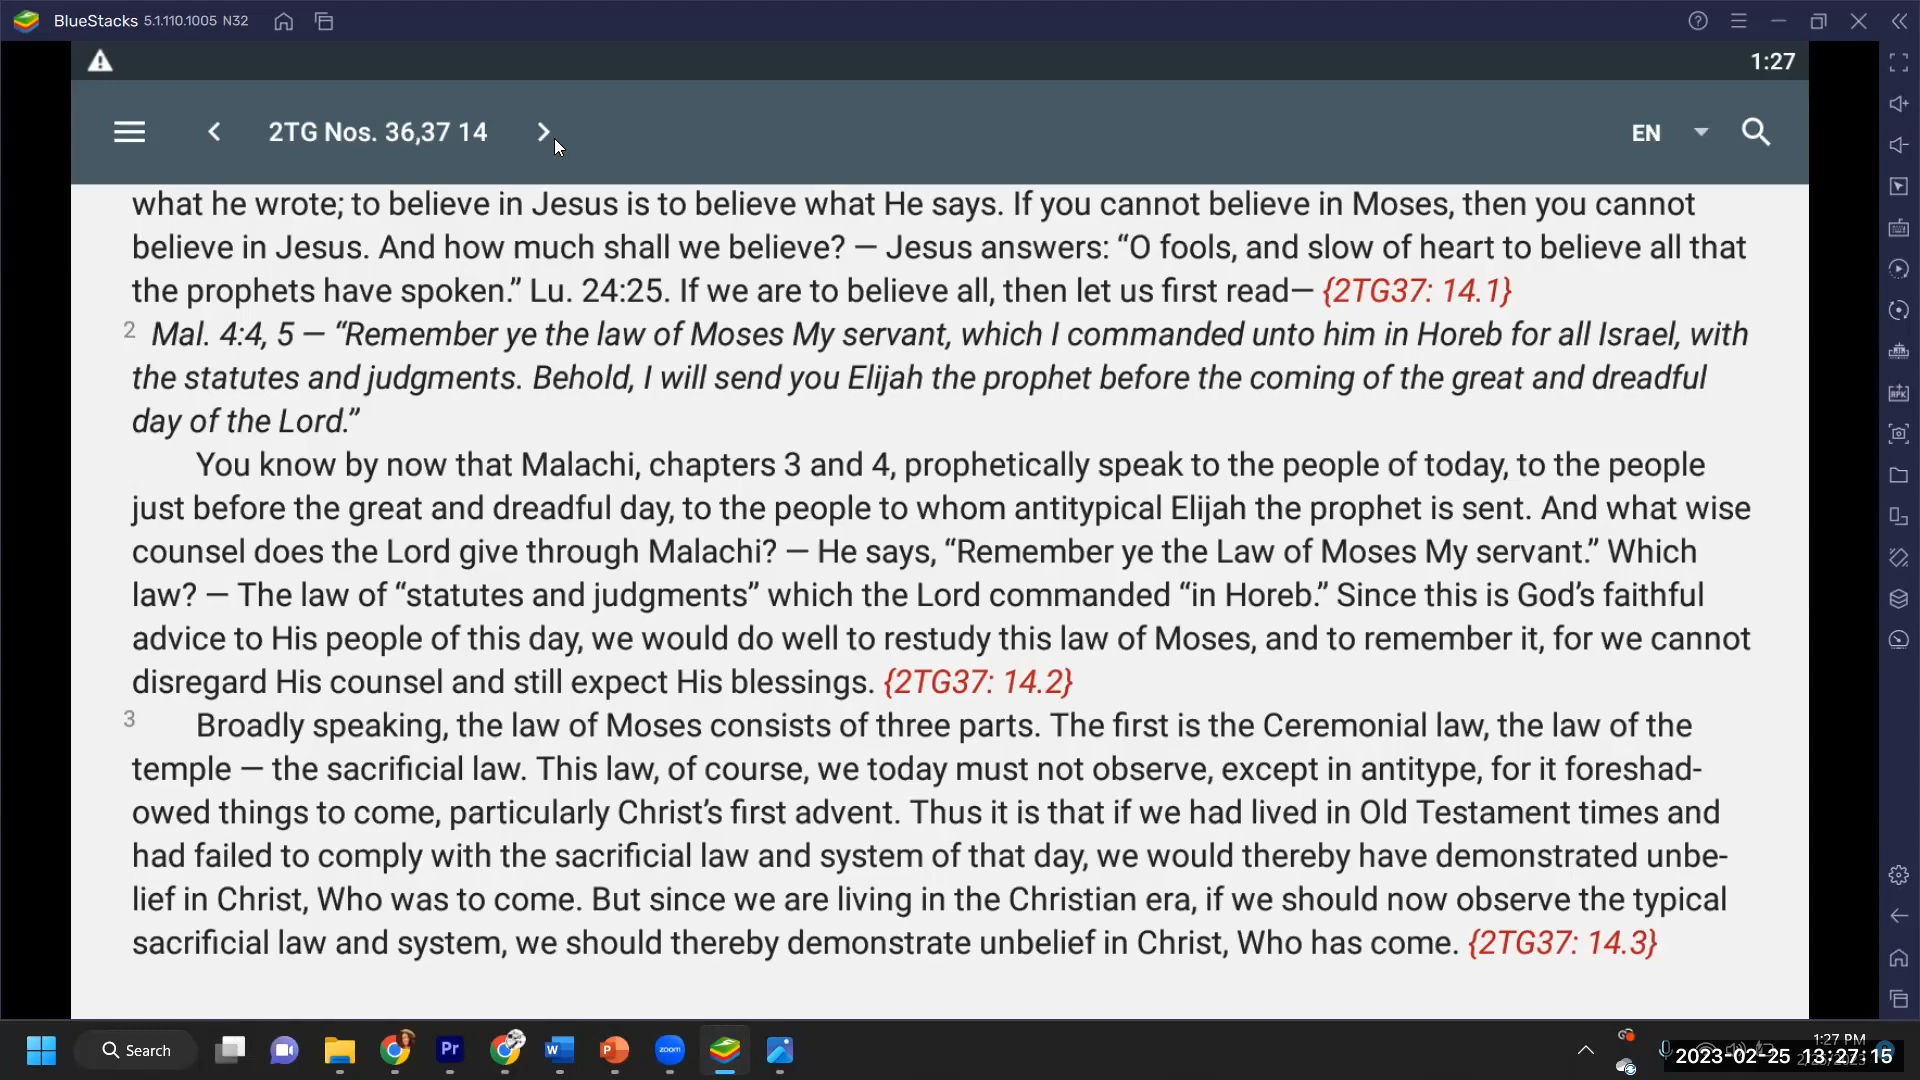 BlueStacks 5.1.110.1005 N32
1:27
2TG Nos. 36,37 14
EN
what he wrote; to believe in Jesus is to believe what He says. If you cannot believe in Moses, then you cannot
believe in Jesus. And how much shall we believe? — Jesus answers: “O fools, and slow of heart to believe all that
the prophets have spoken.” Lu. 24:25. If we are to believe all, then let us first read— {2TG37: 14.1}
2 Mal. 4:4, 5 — “Remember ye the law of Moses My servant, which I commanded unto him in Horeb for all Israel, with
the statutes and judgments. Behold, I will send you Elijah the prophet before the coming of the great and dreadful
day of the Lord.”
You know by now that Malachi, chapters 3 and 4, prophetically speak to the people of today, to the people
just before the great and dreadful day, to the people to whom antitypical Elijah the prophet is sent. And what wise
counsel does the Lord give through Malachi? — He says, “Remember ye the Law of Moses My servant.” Which
law? — The law of “statutes and judgments” which the Lord commanded “in Horeb.” Since this is God’s faithful
advice to His people of this day, we would do well to restudy this law of Moses, and to remember it, for we cannot
disregard His counsel and still expect His blessings. {2TG37: 14.2}
3 Broadly speaking, the law of Moses consists of three parts. The first is the Ceremonial law, the law of the
temple — the sacrificial law. This law, of course, we today must not observe, except in antitype, for it foreshad-
owed things to come, particularly Christ’s first advent. Thus it is that if we had lived in Old Testament times and
had failed to comply with the sacrificial law and system of that day, we would thereby have demonstrated unbe-
lief in Christ, Who was to come. But since we are living in the Christian era, if we should now observe the typical
sacrificial law and system, we should thereby demonstrate unbelief in Christ, Who has come. {2TG37: 14.3}
Search
Pr
W
P
zoom
1:27 PM
2023-02-25 13:27:15